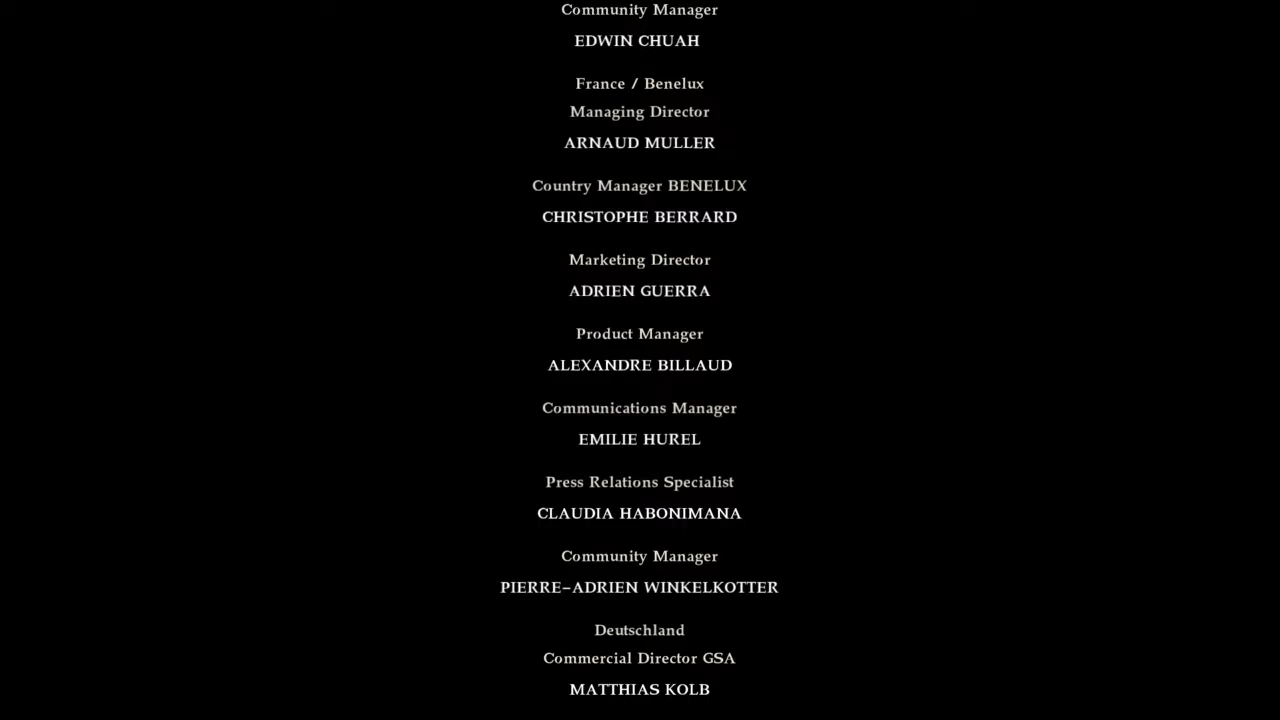 Community Manager
EDWIN CHUAH
France / Benelux
Managing Director
ARNAUD MULLER
Country Manager BENELUX
CHRISTOPHE BERRARD
Marketing Director
ADRIEN GUERRA
Product Manager
ALEXANDRE BILLAUD
Communications Manager
EMILIE HUREL
Press Relations Specialist
CLAUDIA HABONIMANA
Community Manager
PIERRE-ADRIEN WINKELKOTTER
Deutschland
Commercial Director GSA
MATTHIAS KOLB